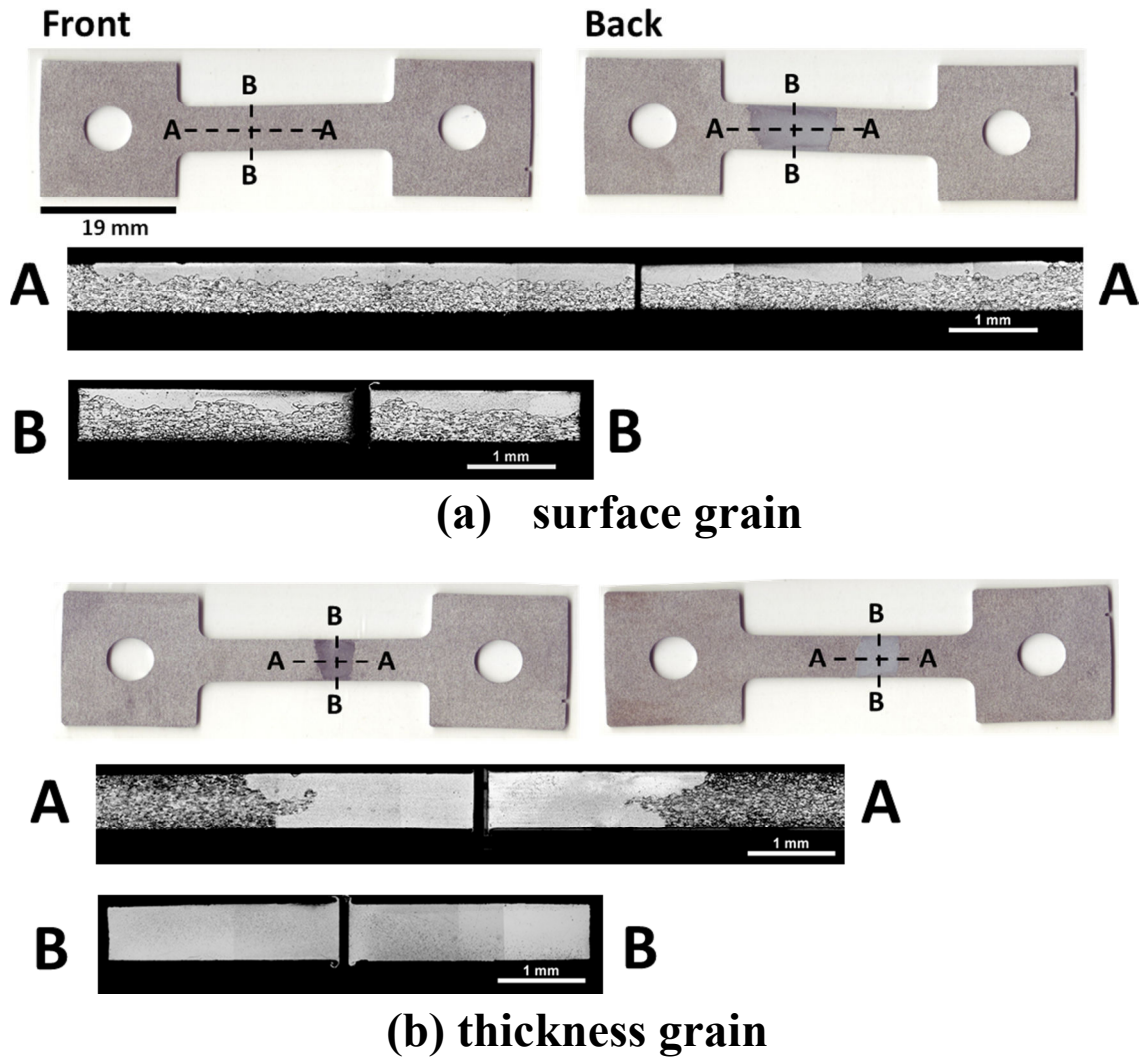 Front Back
B B
A A A A
B B
19 mm
A A
1 mm
B B
1 mm
(a) surface grain
B B
A A A A
B B
A A
1 mm
B B
1 mm
(b) thickness grain